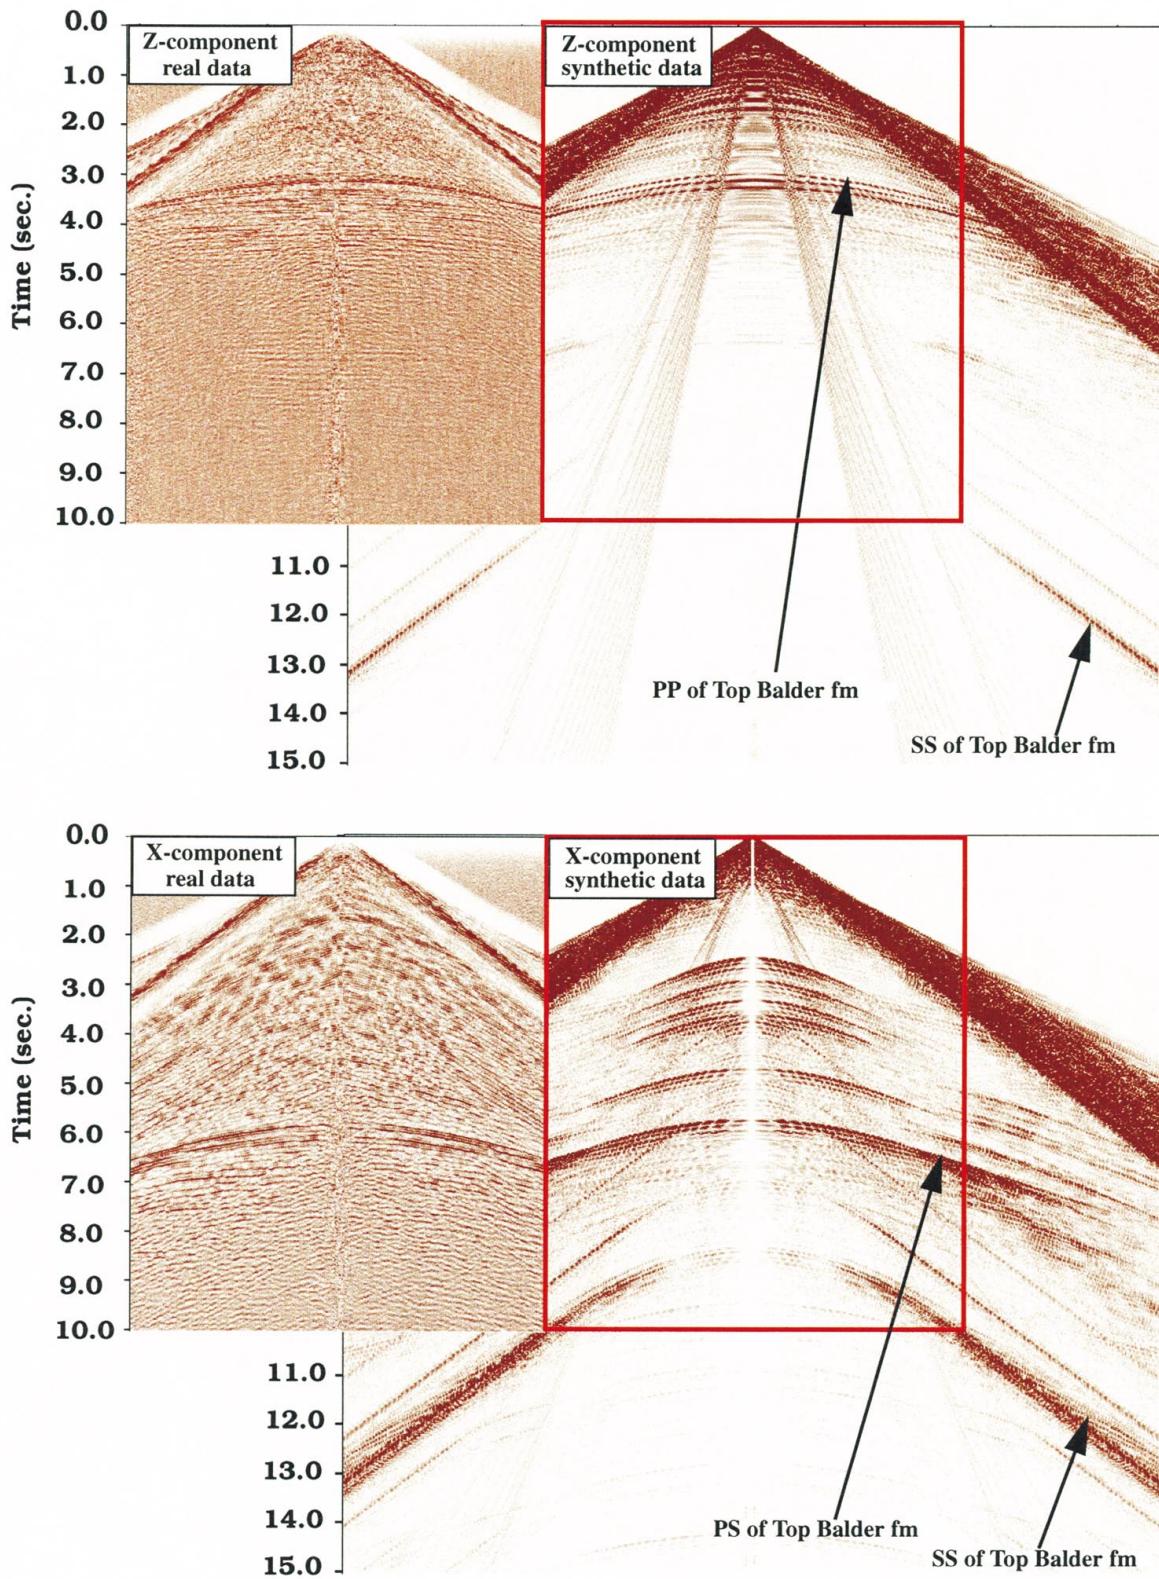 0.0
1.0
2.0
3.0
4.0
5.0
6.0
7.0
8.0
9.0
10.0
11.0
12.0
13.0
14.0
15.0
Time (sec.)
Z-component
real data
Z-component
synthetic data
PP of Top Balder fm
SS of Top Balder fm
0.0
1.0
2.0
3.0
4.0
5.0
6.0
7.0
8.0
9.0
10.0
11.0
12.0
13.0
14.0
15.0
Time (sec.)
X-component
real data
X-component
synthetic data
PS of Top Balder fm
SS of Top Balder fm